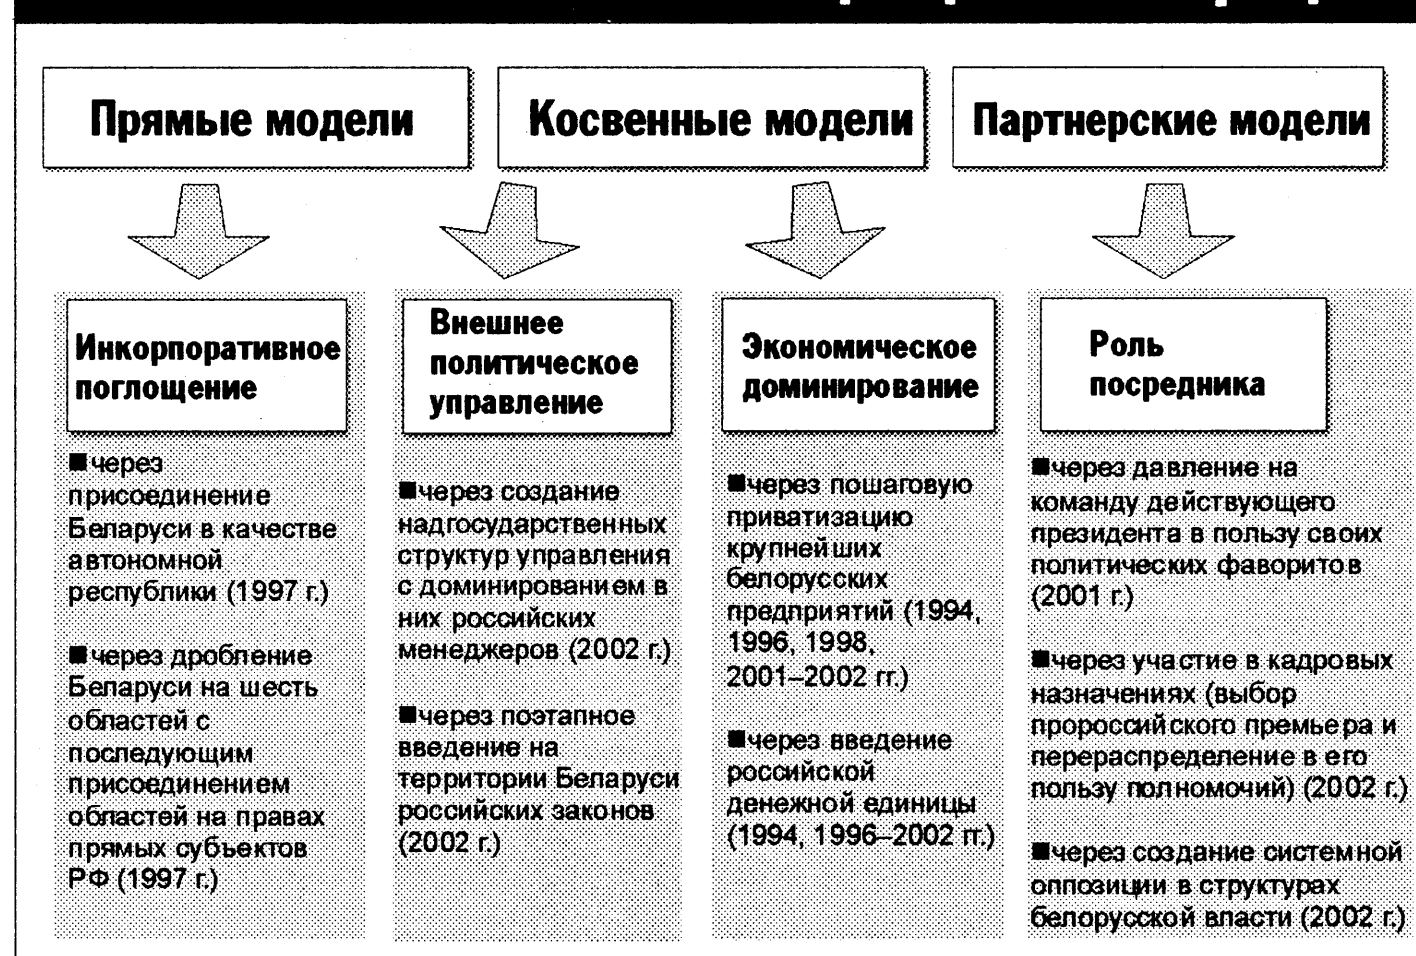 Прямые модели
Косвенные модели
Партнерские модели
Инкорпоративное
поглощение
■через
присоединение
Беларуси в качестве
автономной
республики (1997 г.)
■через дробление
Беларуси на шесть
областей с
последующим
присоединением
областей на правах
прямых субъектов
РФ (1997 г.)
Внешнее
политическое
управление
■через создание
надгосударственных
структур управления
с доминированием в
них российских
менеджеров (2002 г.)
■через поэтапное
введение на
территории Беларуси
российских законов
(2002 г.)
Экономическое
доминирование
■через пошаговую
приватизацию
крупнейших
белорусских
предприятий (1994,
1996, 1998,
2001–2002 гг.)
■через введение
российской
денежной единицы
(1994, 1996–2002 гг.)
Роль
посредника
■через давление на
команду действующего
президента в пользу своих
политических фаворитов
(2001 г.)
■через участие в кадровых
назначениях (выбор
пророссийского премьера и
перераспределение в его
пользу полномочий) (2002 г.)
■через создание системной
оппозиции в структурах
белорусской власти (2002 г.)